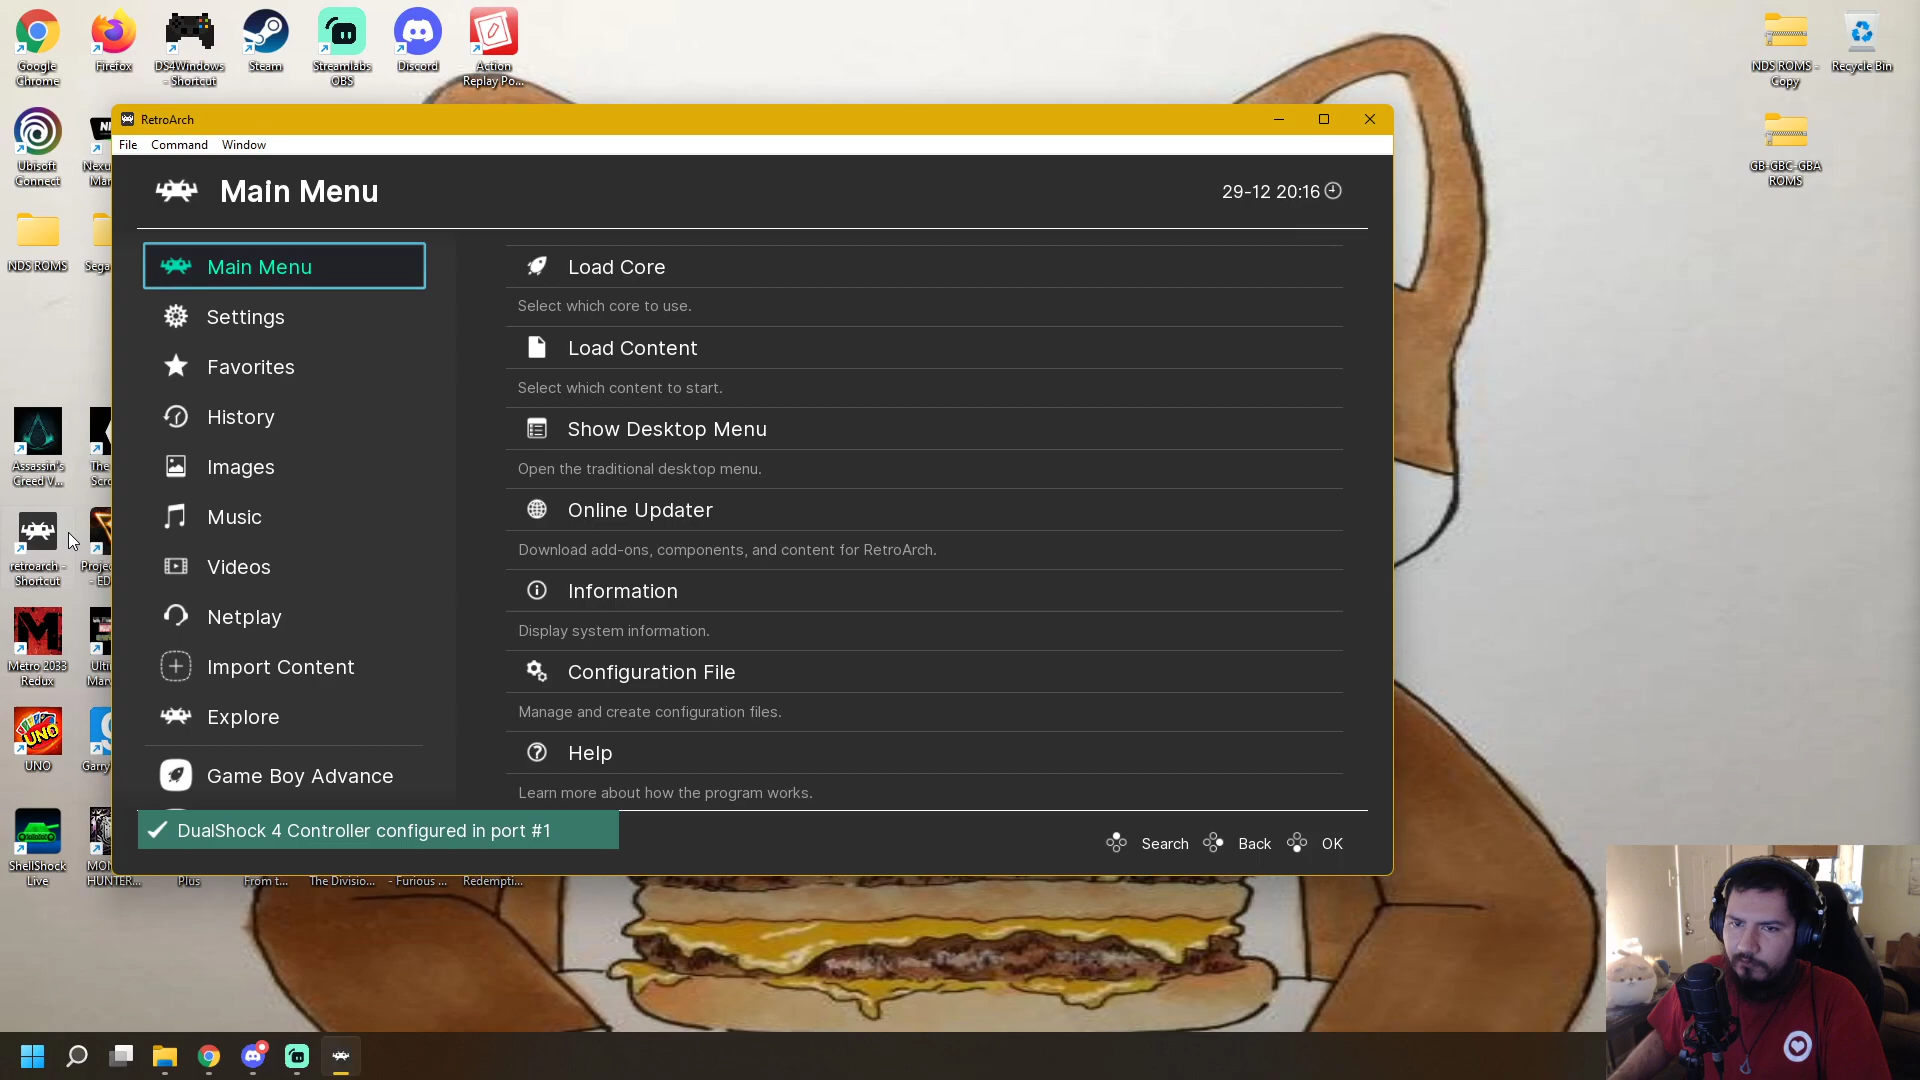 Google
Chrome
Firefox
DS4Windows
- Shortcut
Steam
Streamlabs
OBS
Discord
Action
Replay Po...
NDS ROMS -
Copy
Recycle Bin
GB-GBC-GBA
ROMS
Ubisoft
Connect
NDS ROMS
Assassin's
Creed V...
retroarch -
Shortcut
Metro 2033
Redux
UNO
ShellShock
Live
HUNTER...
Plus
From t...
The Divisio...
- Furious ...
Redempti...
RetroArch
File Command Window
Main Menu
29-12 20:16
Main Menu
Settings
Favorites
History
Images
Music
Videos
Netplay
Import Content
Explore
Game Boy Advance
Load Core
Select which core to use.
Load Content
Select which content to start.
Show Desktop Menu
Open the traditional desktop menu.
Online Updater
Download add-ons, components, and content for RetroArch.
Information
Display system information.
Configuration File
Manage and create configuration files.
Help
Learn more about how the program works.
DualShock 4 Controller configured in port #1
Search Back OK